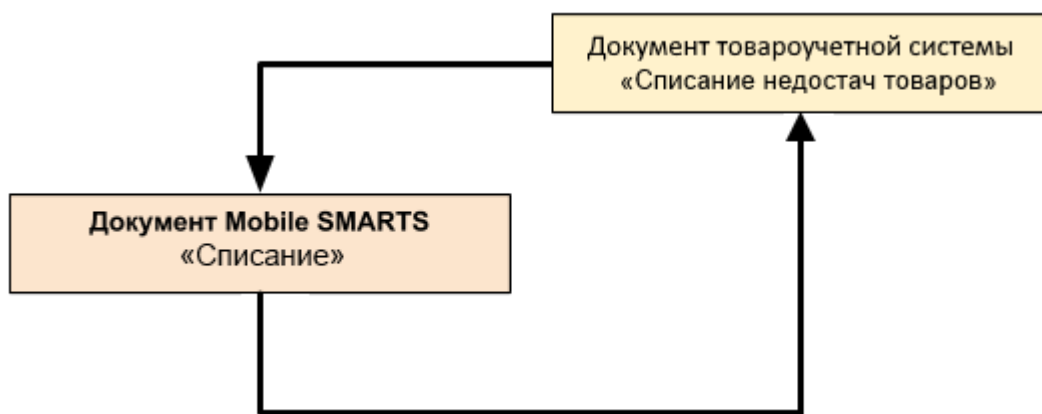 Документ товароучетной системы
«Списание недостач товаров»
Документ Mobile SMARTS
«Списание»